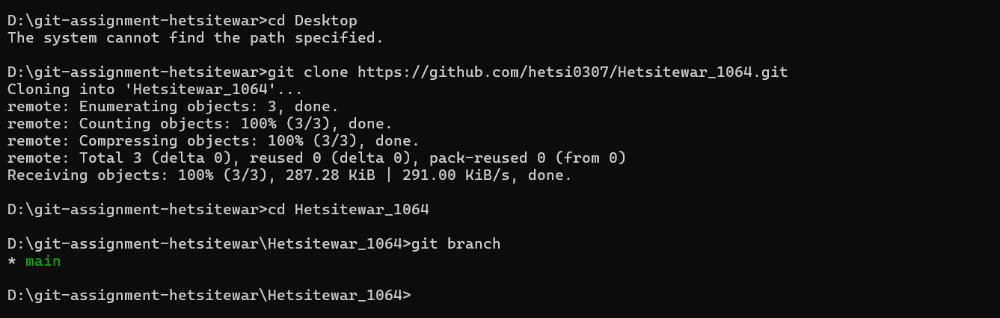 D:\git-assignment-hetsitewar>cd Desktop
The system cannot find the path specified.
D:\git-assignment-hetsitewar>git clone https://github.com/hetsi0307/Hetsitewar_1064.git
Cloning into 'Hetsitewar_1064'...
remote: Enumerating objects: 3, done.
remote: Counting objects: 100% (3/3), done.
remote: Compressing objects: 100% (3/3), done.
remote: Total 3 (delta 0), reused 0 (delta 0), pack-reused 0 (from 0)
Receiving objects: 100% (3/3), 287.28 KiB | 291.00 KiB/s, done.
D:\git-assignment-hetsitewar>cd Hetsitewar_1064
D:\git-assignment-hetsitewar\Hetsitewar_1064>git branch
* main
D:\git-assignment-hetsitewar\Hetsitewar_1064>